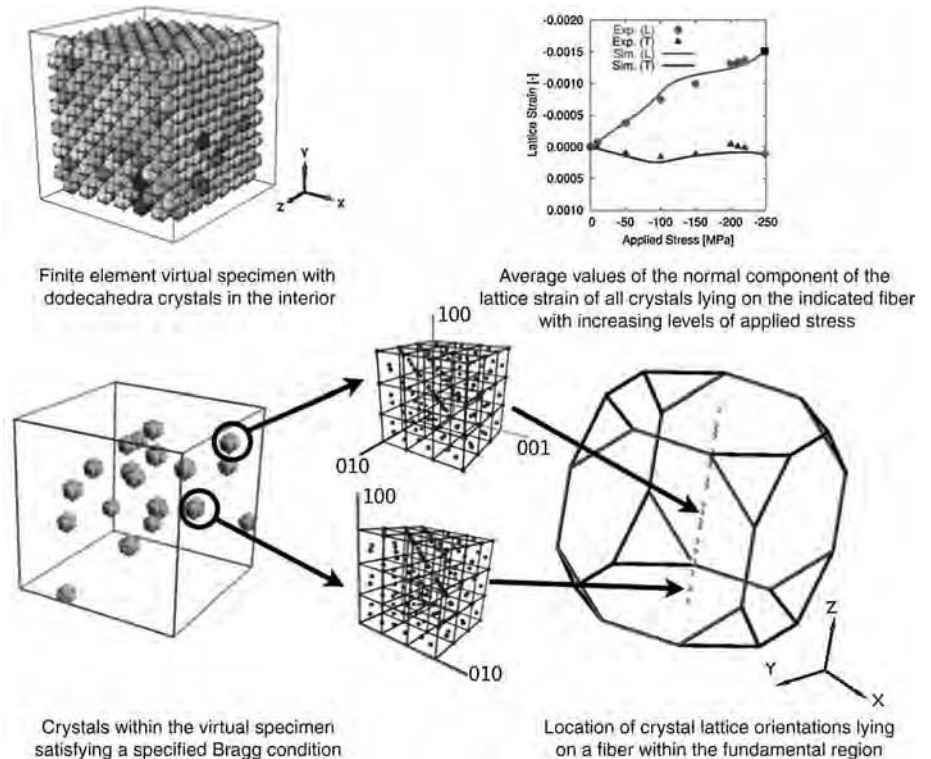 Y
Z
X
Finite element virtual specimen with
dodecahedra crystals in the interior
-0.0020
-0.0015
-0.0010
-0.0005
0.0000
0.0005
0.0010
Lattice Strain [-]
Exp. (L)
Exp. (T)
Sim. (L)
Sim. (T)
0 -50 -100 -150 -200 -250
Applied Stress [MPa]
Average values of the normal component of the
lattice strain of all crystals lying on the indicated fiber
with increasing levels of applied stress
100
010
001
100
010
Z
Y
X
Crystals within the virtual specimen
satisfying a specified Bragg condition
Location of crystal lattice orientations lying
on a fiber within the fundamental region